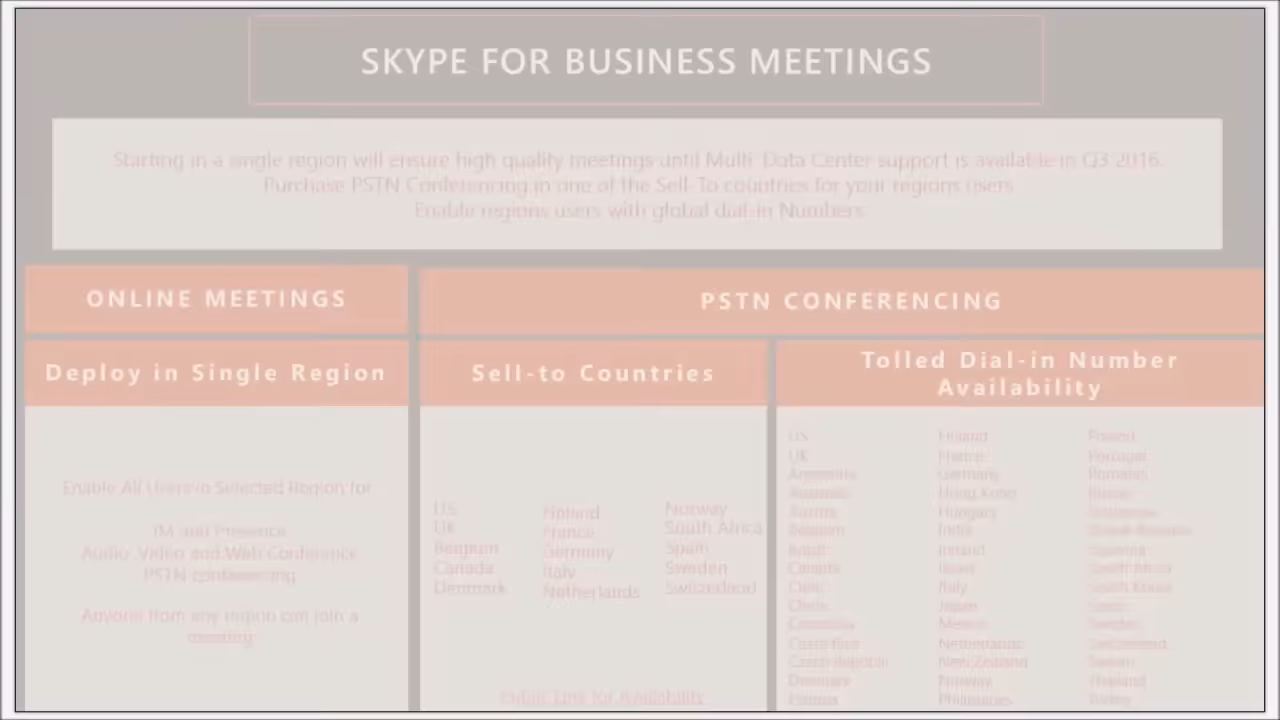 SKYPE FOR BUSINESS MEETINGS
Starting in a single region will ensure high quality meetings until Multi Data Center support is available in Q3 2016.
Purchase PSTN Conferencing in one of the Sell-To countries for your regions users
Enable regions users with global dial-in Numbers
ONLINE MEETINGS
PSTN CONFERENCING
Deploy in Single Region
Sell-to Countries
Tolled Dial-in Number
Availability
Enable All Users in Selected Region for
IM and Presence
Audio, Video and Web Conference
PSTN conferencing
Anyone from any region can join a
meeting
US
UK
Belgium
Canada
Denmark
Finland
France
Germany
Italy
Netherlands
Norway
South Africa
Spain
Sweden
Switzerland
Public Link for Availability
US
UK
Argentina
Australia
Austria
Belgium
Brazil
Canada
Chile
China
Costa Rica
Czech Republic
Denmark
Estonia
Finland
France
Germany
Hong Kong
Hungary
India
Ireland
Israel
Italy
Japan
Mexico
Netherlands
New Zealand
Norway
Philippines
Poland
Portugal
Romania
Slovak Republic
Slovenia
South Africa
South Korea
Spain
Sweden
Switzerland
Taiwan
Thailand
Turkey